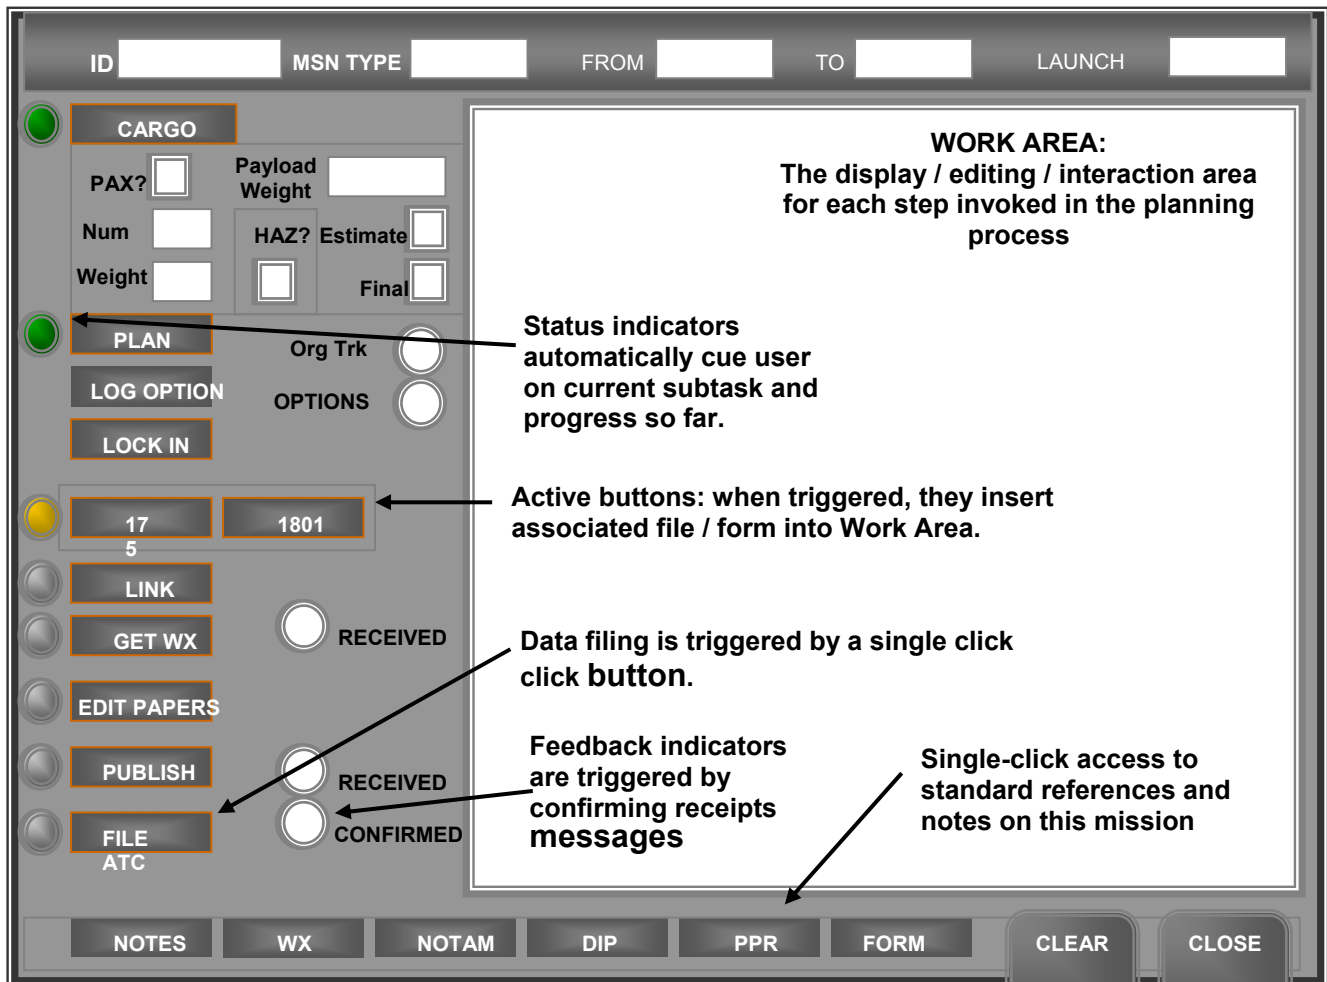 ID MSN TYPE FROM TO LAUNCH
CARGO
PAX?
Payload
Weight
Num
HAZ? Estimate
Weight
Final
PLAN
Org Trk
LOG OPTION
OPTIONS
LOCK IN
17
5
1801
LINK
GET WX
RECEIVED
EDIT PAPERS
PUBLISH
RECEIVED
FILE
ATC
CONFIRMED
WORK AREA:
The display / editing / interaction area
for each step invoked in the planning
process
Status indicators
automatically cue user
on current subtask and
progress so far.
Active buttons: when triggered, they insert
associated file / form into Work Area.
Data filing is triggered by a single click
click button.
Feedback indicators
are triggered by
confirming receipts
messages
Single-click access to
standard references and
notes on this mission
NOTES WX NOTAM DIP PPR FORM CLEAR CLOSE